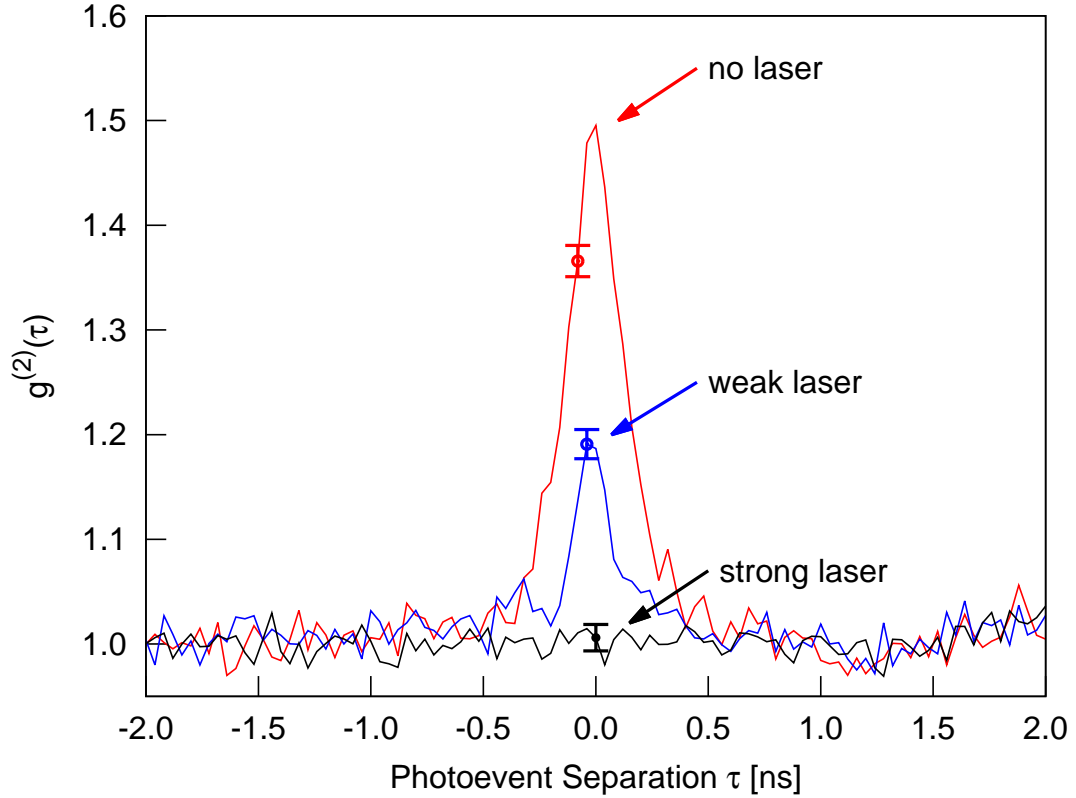 1.6
1.5
1.4
1.3
1.2
1.1
1.0
g(2)(τ)
no laser
weak laser
strong laser
-2.0 -1.5 -1.0 -0.5 0.0 0.5 1.0 1.5 2.0
Photoevent Separation τ [ns]